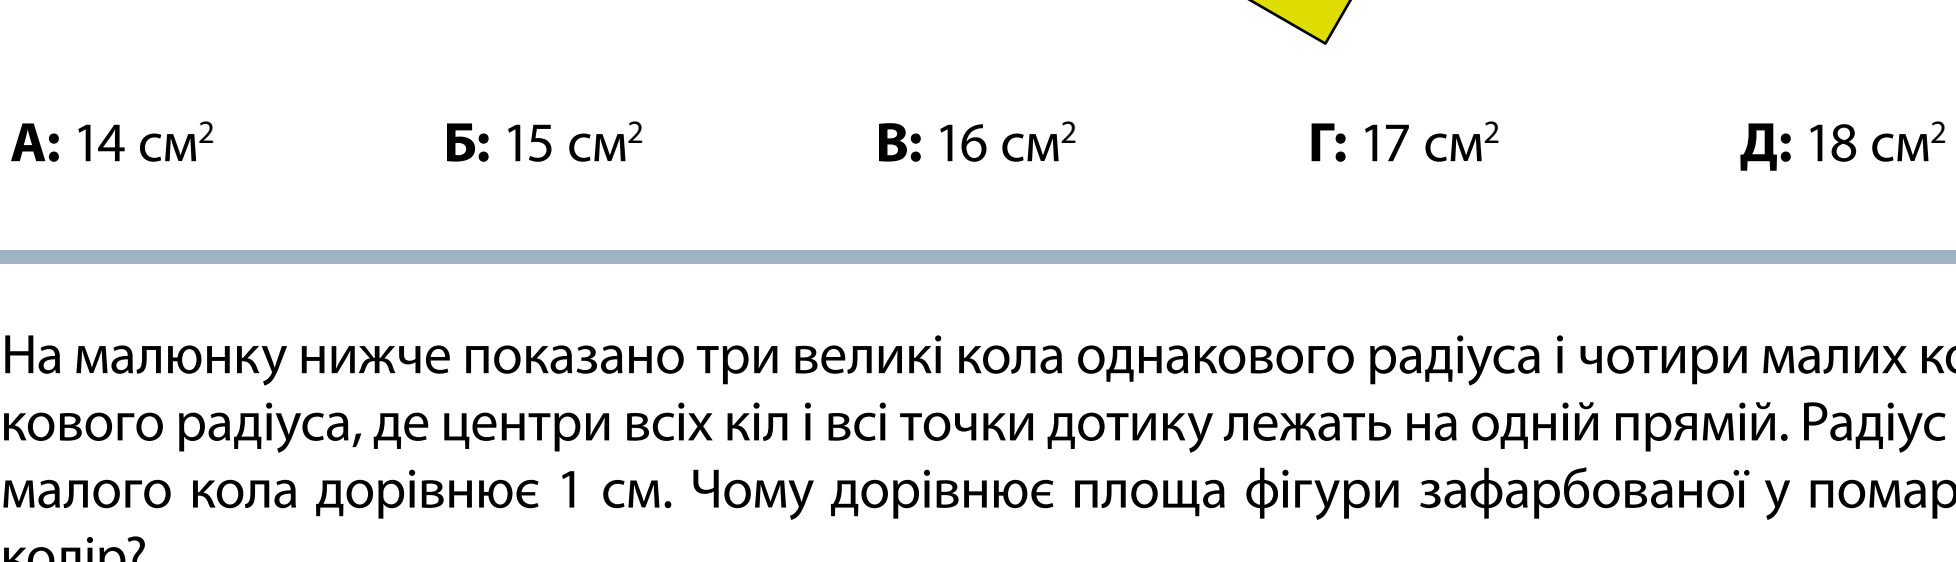 А: 14 см² Б: 15 см² В: 16 см² Г: 17 см² Д: 18 см²
На малюнку нижче показано три великі кола однакового радіуса і чотири малих
кового радіуса, де центри всіх кіл і всі точки дотику лежать на одній прямій. Радіус
малого кола дорівнює 1 см. Чому дорівнює площа фігури зафарбованої у помар
колір?